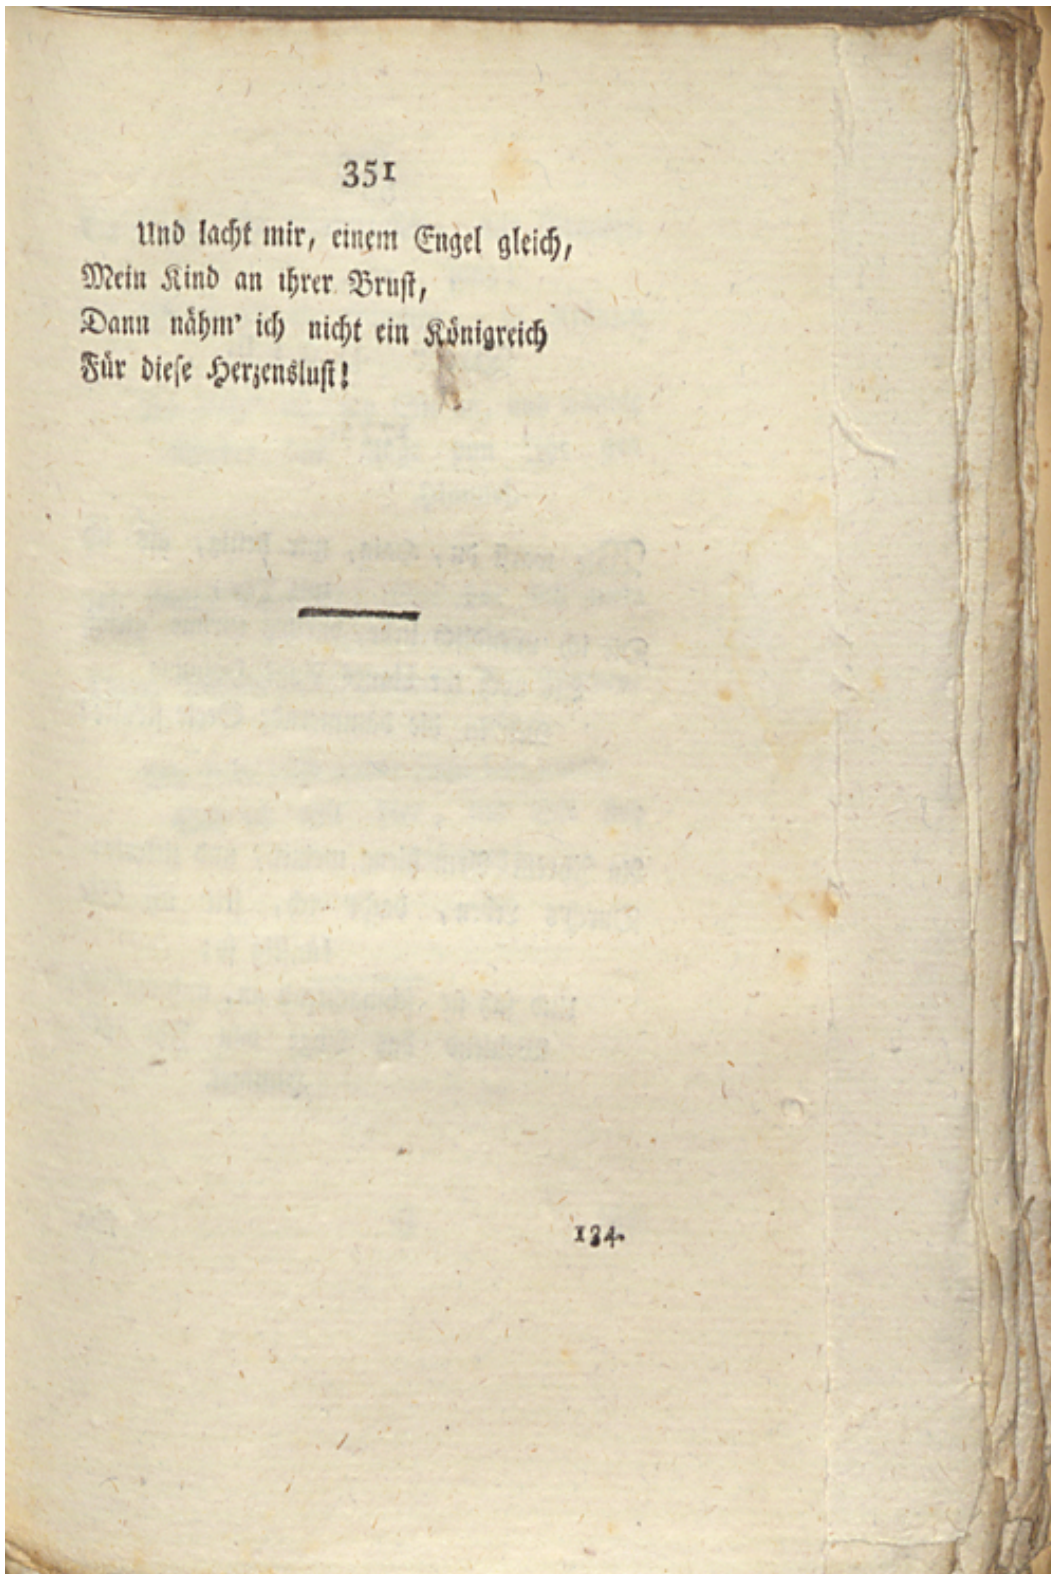 351
Und lacht mir, einem Engel gleich,
Mein Kind an ihrer Brust,
Dann nähm' ich nicht ein Königreich
Für diese Herzenslust!
134.